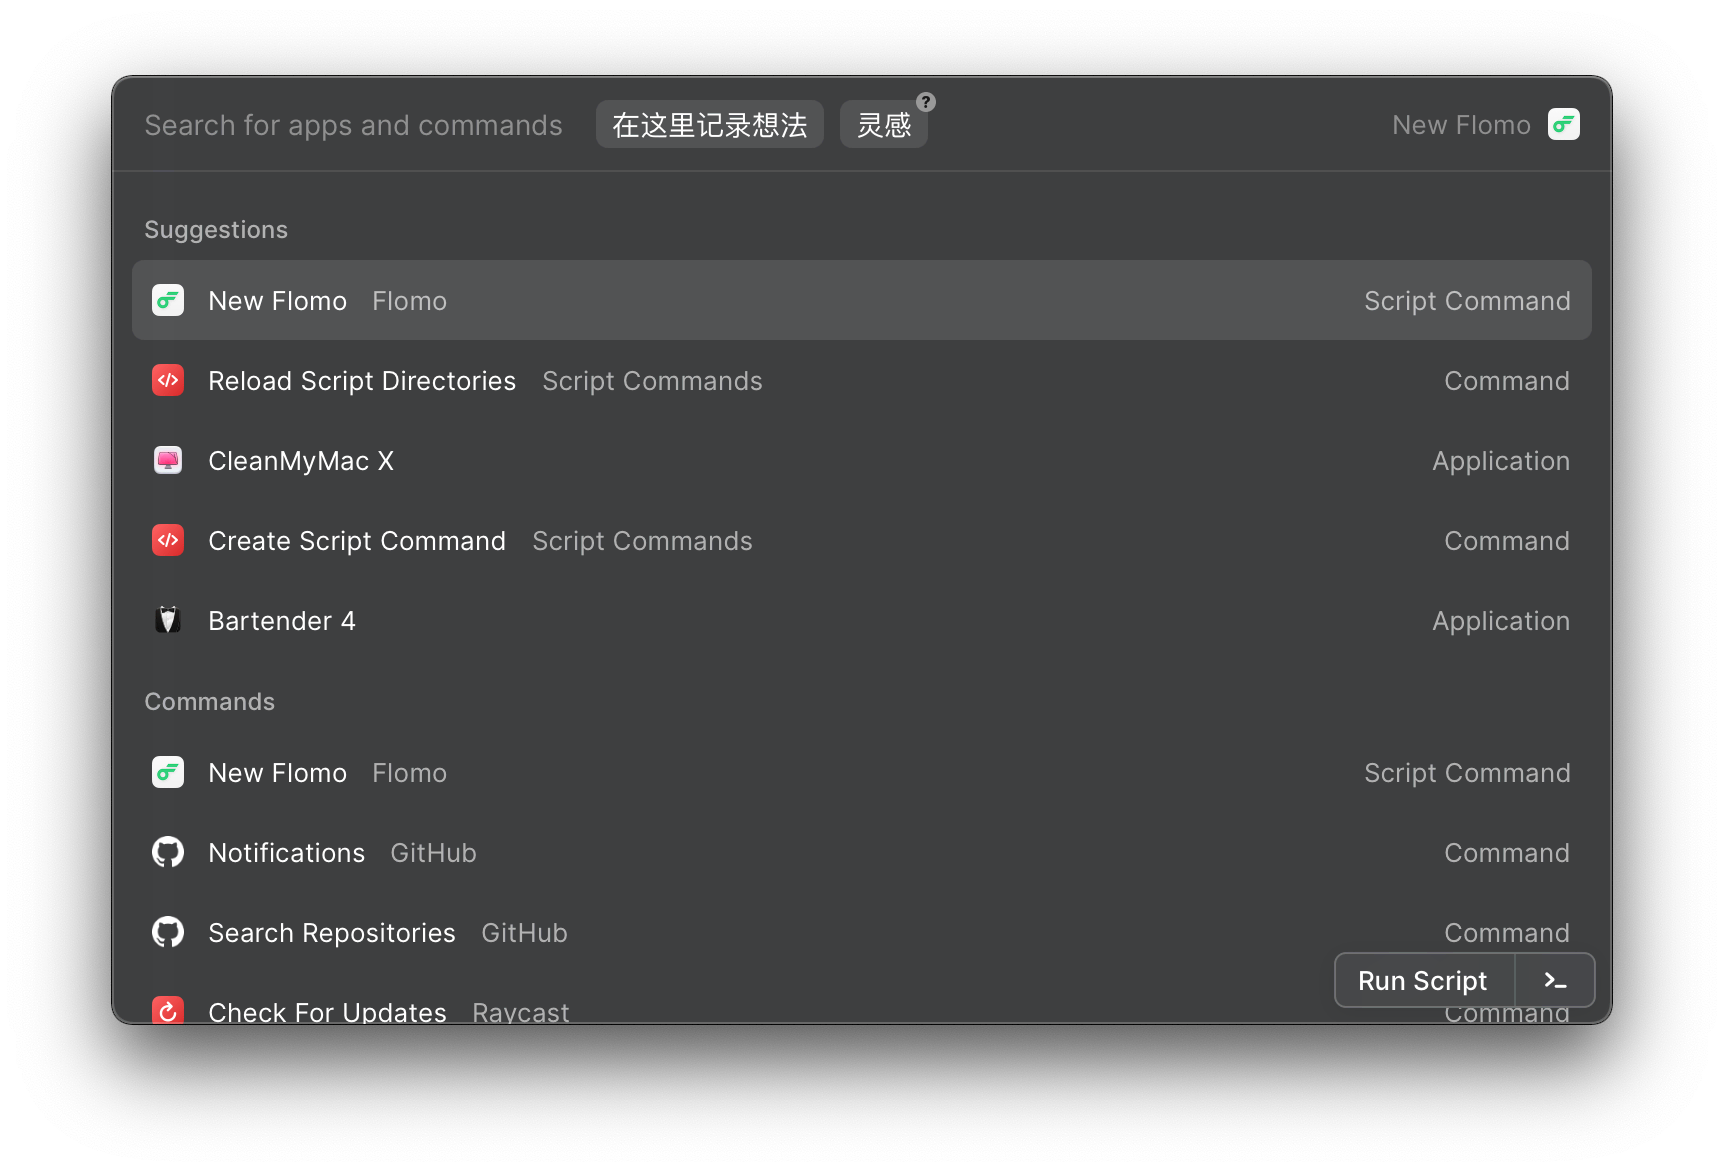 Search for apps and commands 在这里记录想法 灵感 ? New Flomo
Suggestions
New Flomo Flomo Script Command
Reload Script Directories Script Commands Command
CleanMyMac X Application
Create Script Command Script Commands Command
Bartender 4 Application
Commands
New Flomo Flomo Script Command
Notifications GitHub Command
Search Repositories GitHub Command
Run Script >_
Check For Updates Raycast Command